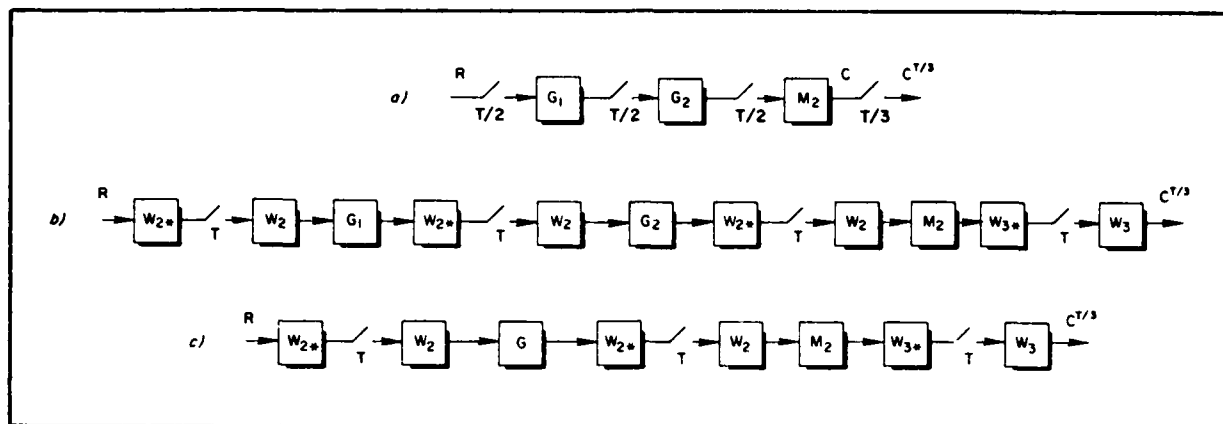 a) R T/2 G₁ T/2 G₂ T/2 M₂ C T/3 C^T/3
b) R W₂* T W₂ G₁ W₂* T W₂ G₂ W₂* T W₂ M₂ W₃* T W₃ C^T/3
c) R W₂* T W₂ G W₂* T W₂ M₂ W₃* T W₃ C^T/3